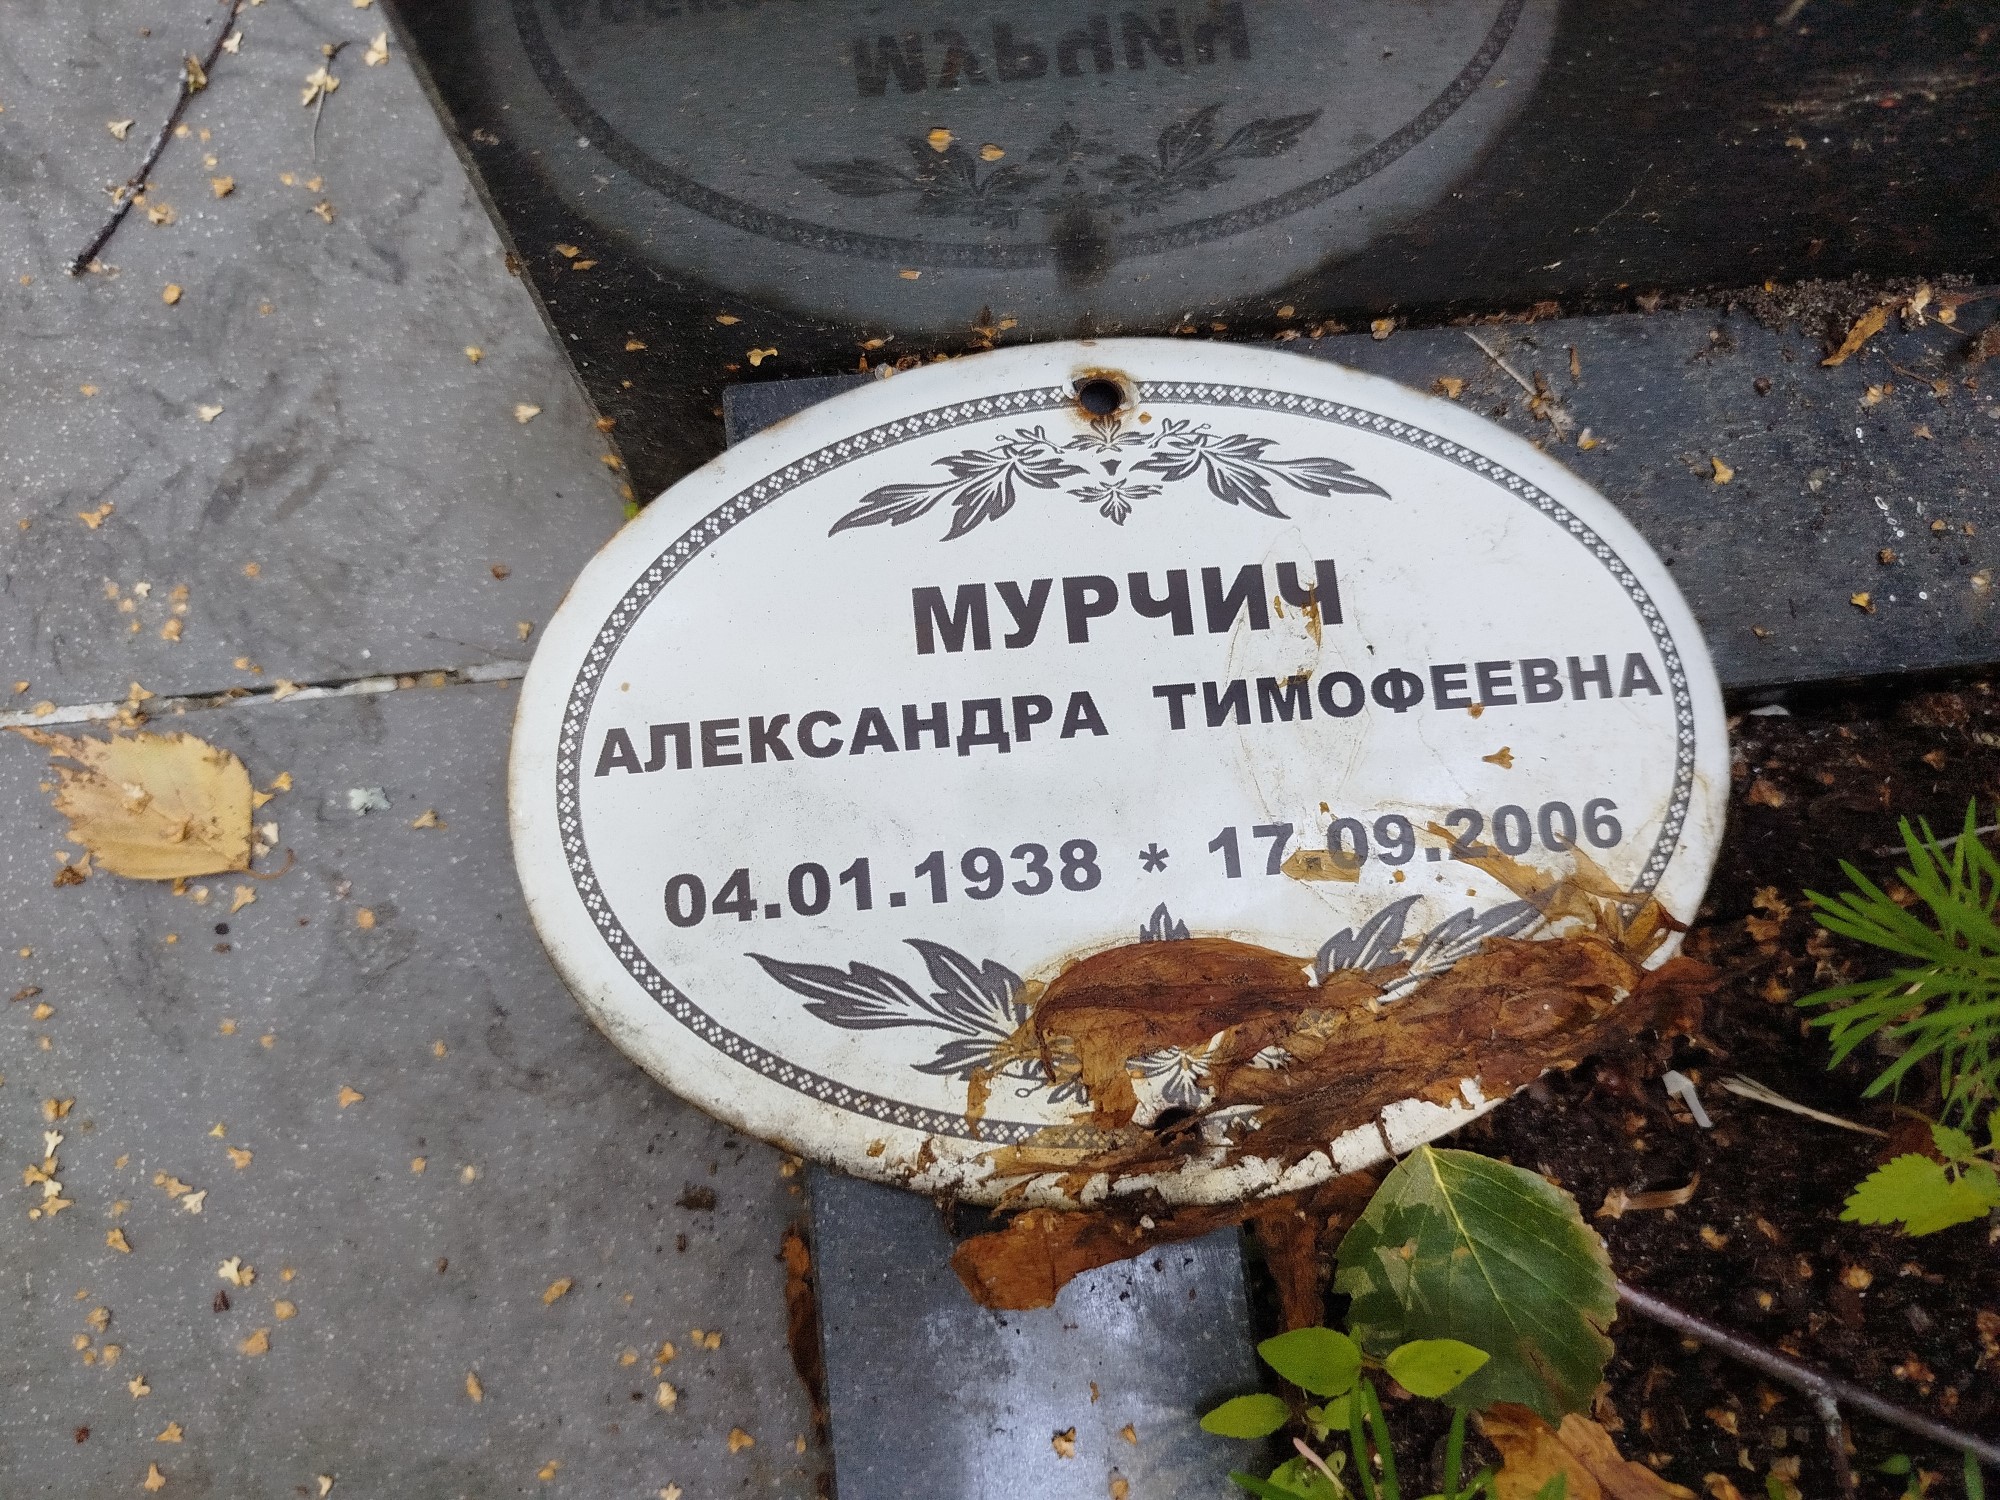 МУРЧИЧ
АЛЕКСАНДРА ТИМОФЕЕВНА
04.01.1938 * 17.09.2006